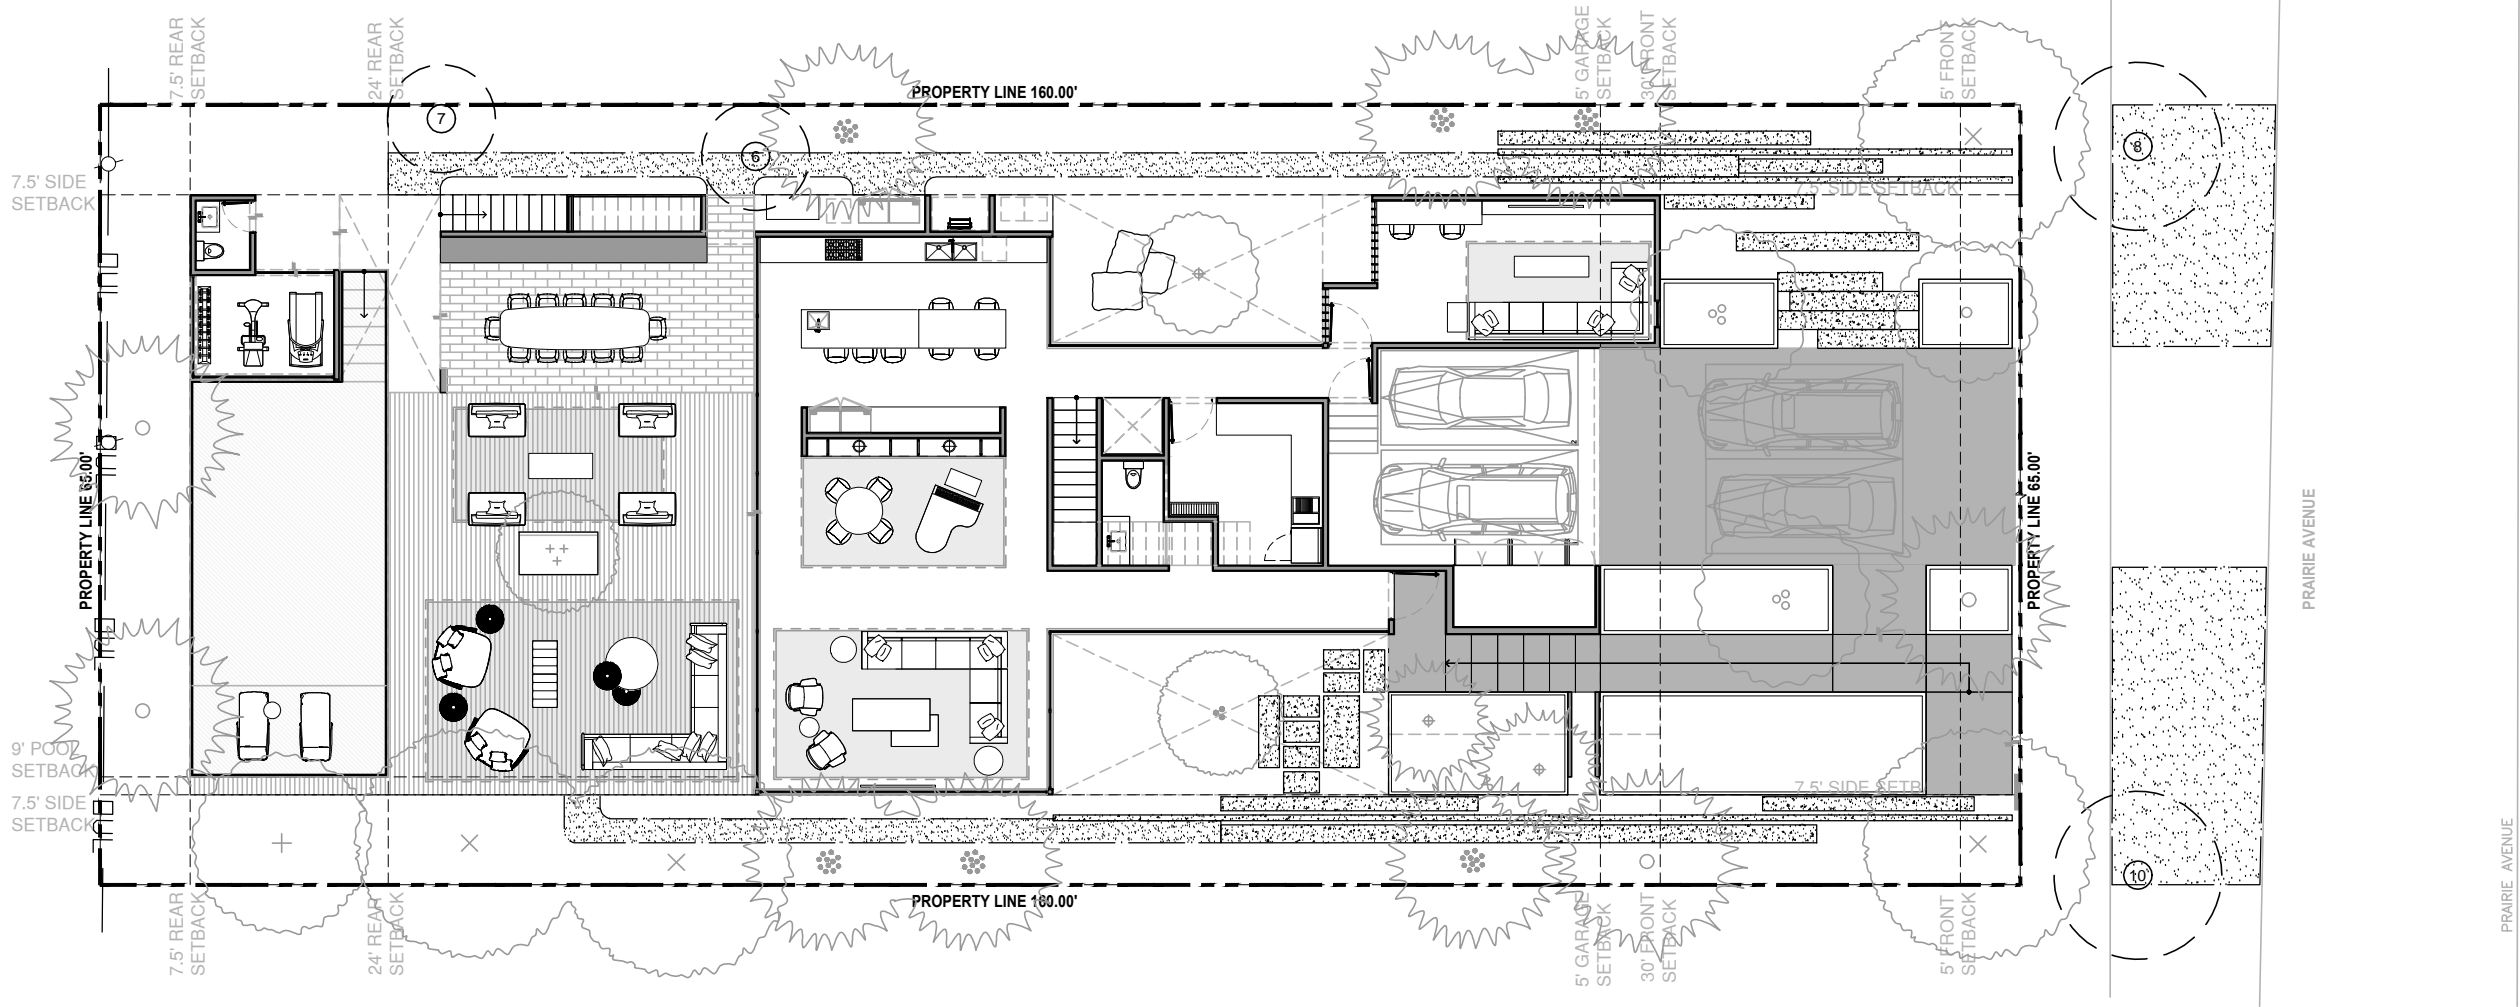 7.5' REAR
SETBACK
24' REAR
SETBACK
5' GARAGE
SETBACK
30' FRONT
SETBACK
5' FRONT
SETBACK
PROPERTY LINE 160.00'
7
6
8
7.5' SIDE
SETBACK
7.5' SIDE SETBACK
2
PROPERTY LINE 65.00'
PROPERTY LINE 65.00'
PRAIRIE AVENUE
9' POOL
SETBACK
7.5' SIDE
SETBACK
7.5' SIDE SETB
10
PRAIRIE AVENUE
PROPERTY LINE 160.00'
7.5' REAR
SETBACK
24' REAR
SETBACK
5' GARAGE
SETBACK
30' FRONT
SETBACK
5' FRONT
SETBACK